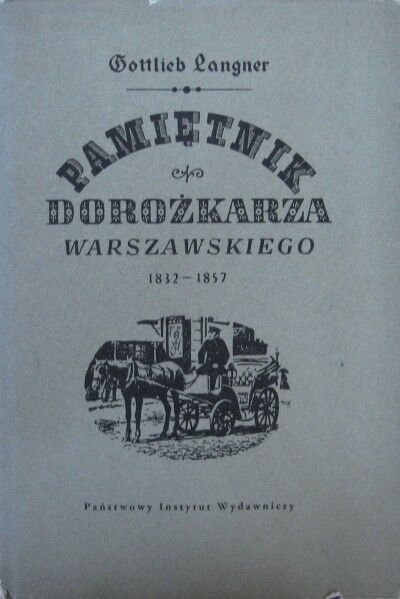 Gottlieb Langner
PAMIĘTNIK
DOROŻKARZA
WARSZAWSKIEGO
1832 – 1857
Państwowy Instytut Wydawniczy